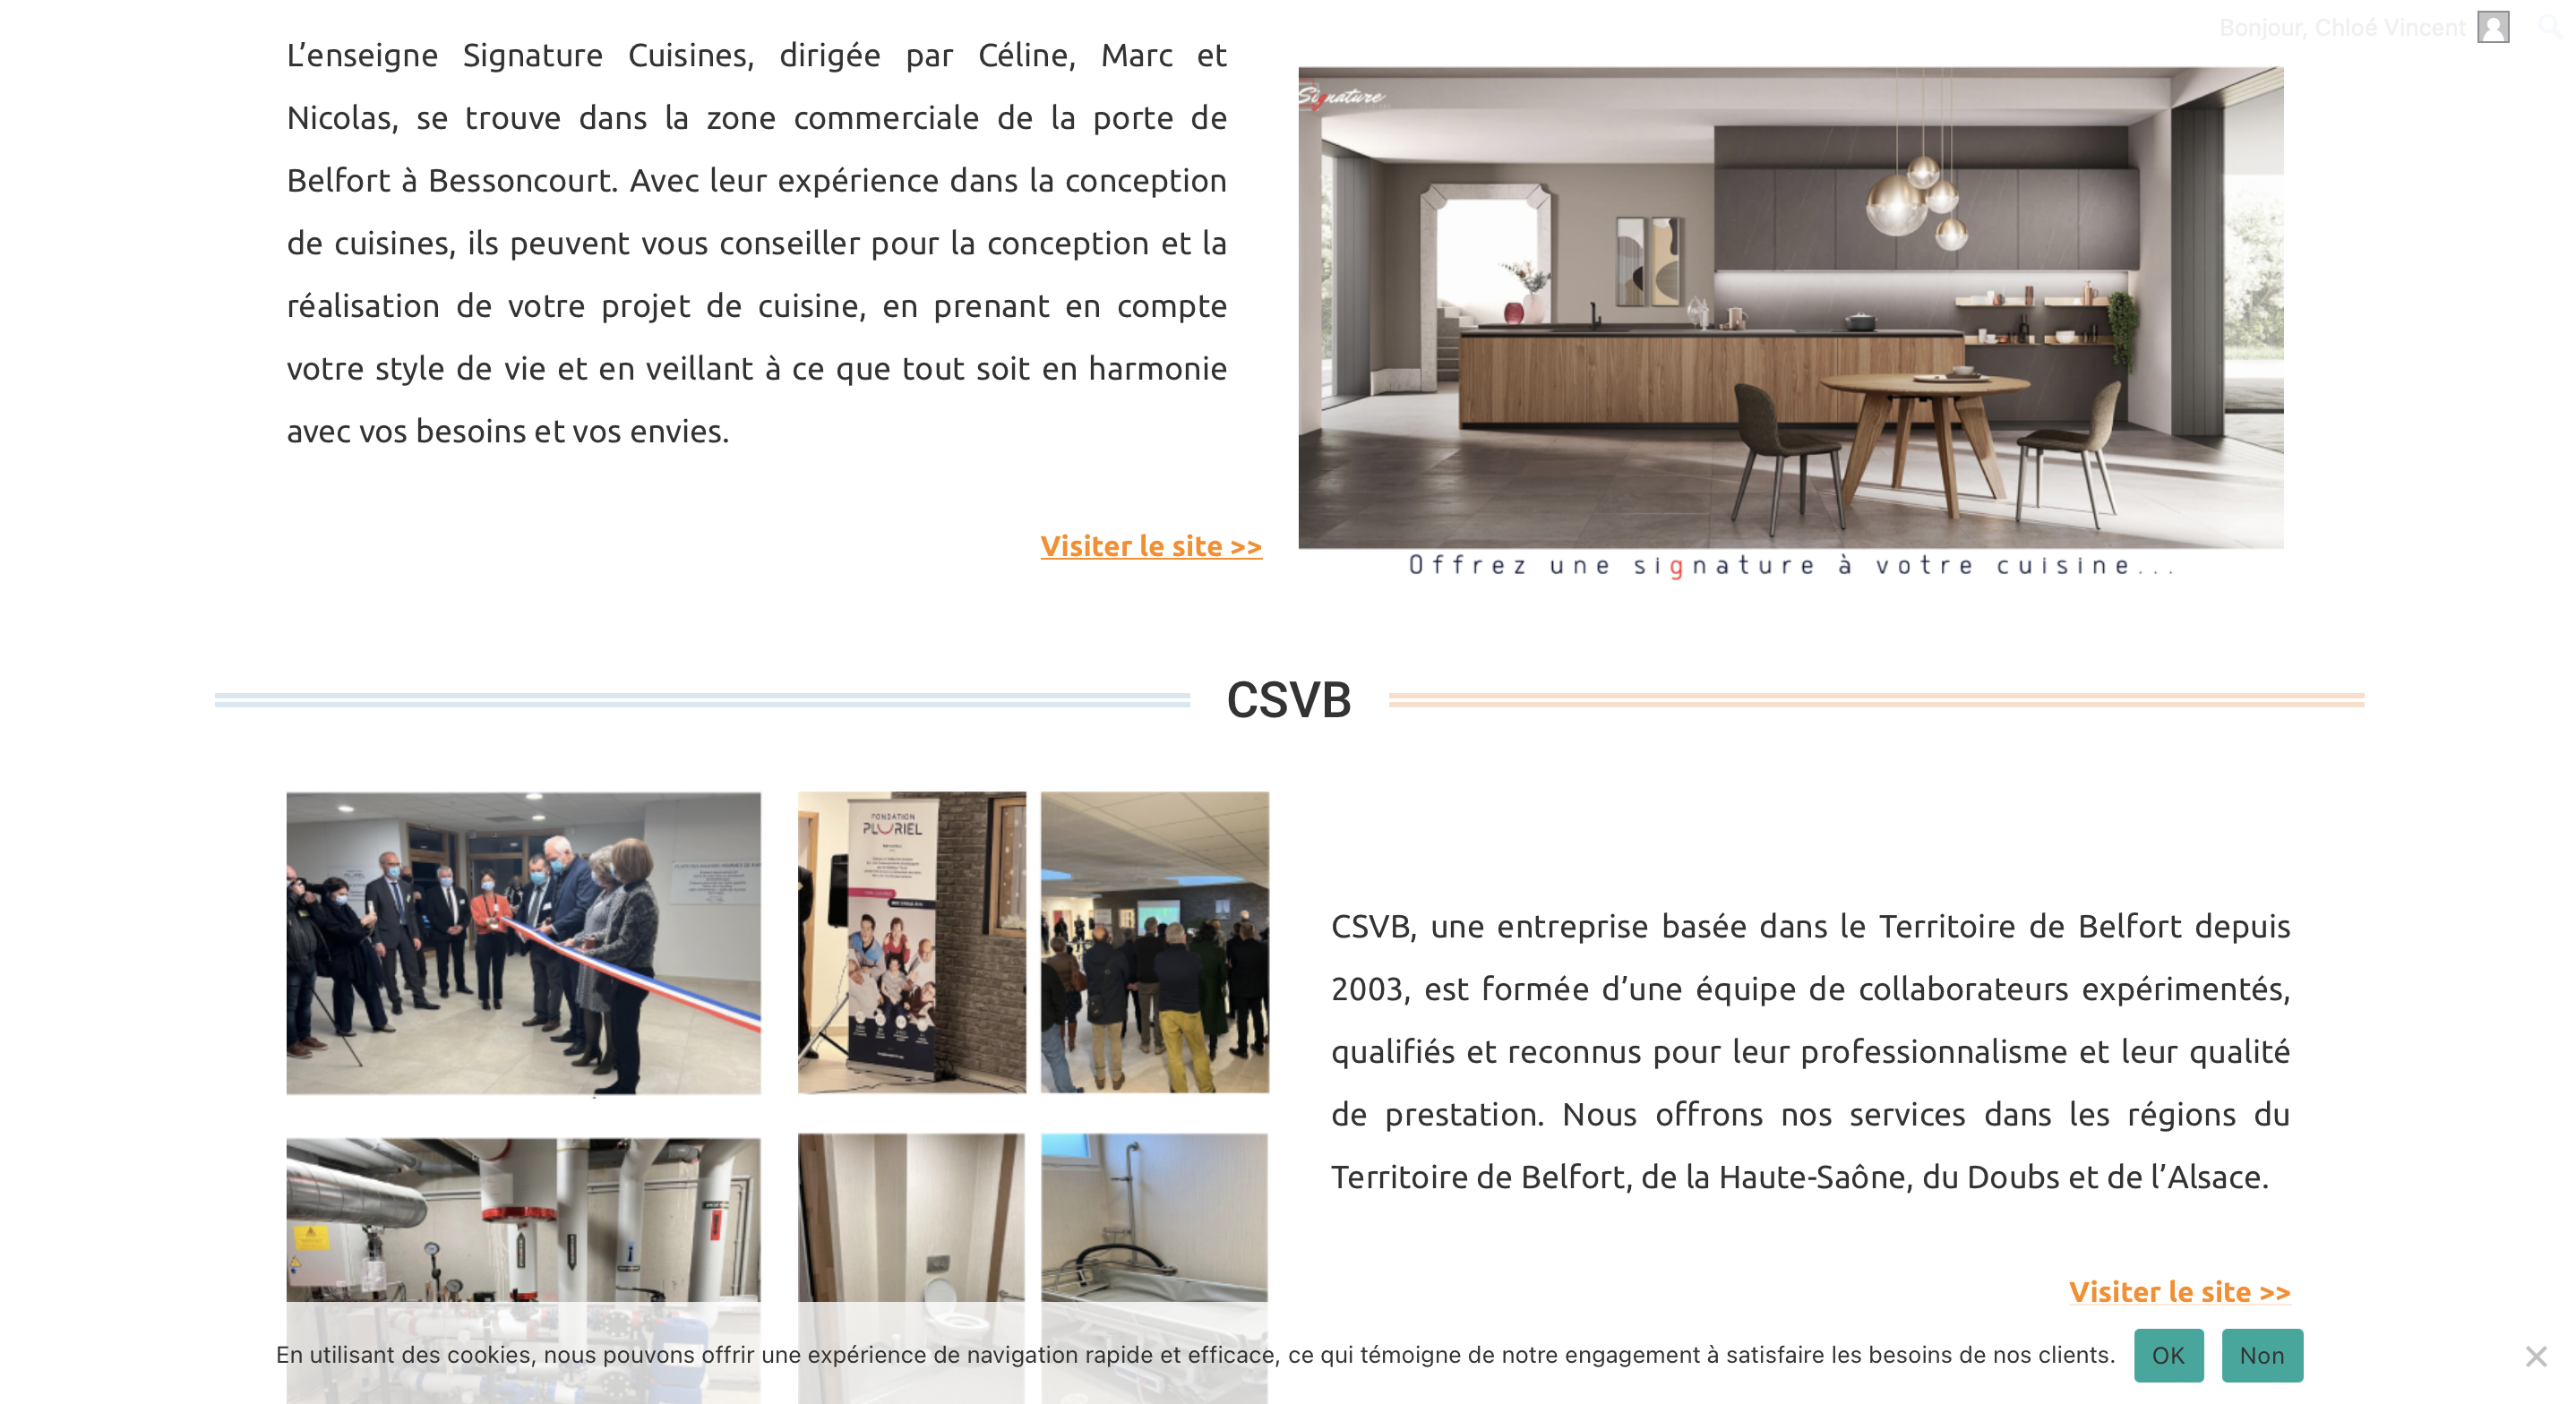 Bonjour, Chloé Vincent
L’enseigne Signature Cuisines, dirigée par Céline, Marc et
Nicolas, se trouve dans la zone commerciale de la porte de
Belfort à Bessoncourt. Avec leur expérience dans la conception
de cuisines, ils peuvent vous conseiller pour la conception et la
réalisation de votre projet de cuisine, en prenant en compte
votre style de vie et en veillant à ce que tout soit en harmonie
avec vos besoins et vos envies.
Visiter le site >>
Signature
Offrez une signature à votre cuisine...
CSVB
FONDATION
PLURIEL
CSVB, une entreprise basée dans le Territoire de Belfort depuis
2003, est formée d’une équipe de collaborateurs expérimentés,
qualifiés et reconnus pour leur professionnalisme et leur qualité
de prestation. Nous offrons nos services dans les régions du
Territoire de Belfort, de la Haute-Saône, du Doubs et de l’Alsace.
Visiter le site >>
En utilisant des cookies, nous pouvons offrir une expérience de navigation rapide et efficace, ce qui témoigne de notre engagement à satisfaire les besoins de nos clients.
OK
Non